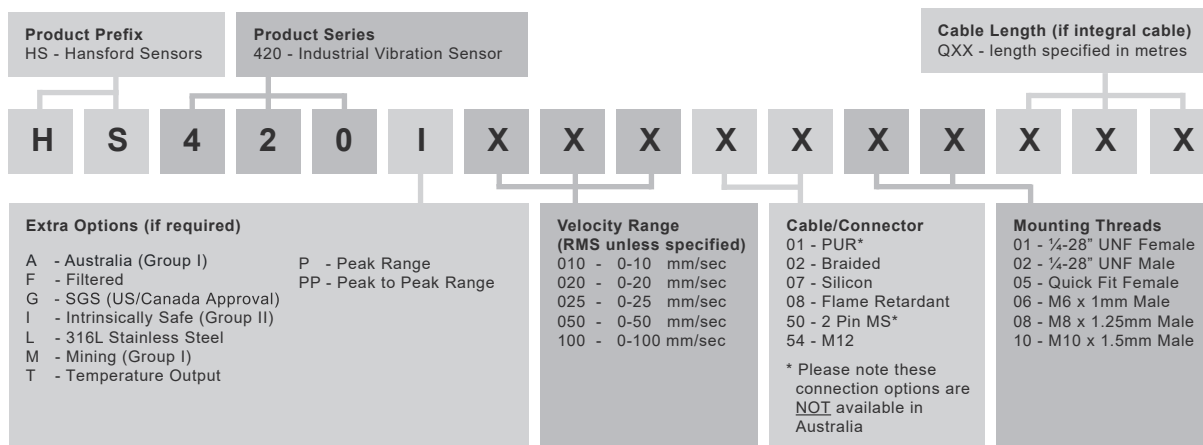 Product Prefix
HS - Hansford Sensors
Product Series
420 - Industrial Vibration Sensor
Cable Length (if integral cable)
QXX - length specified in metres
H S 4 2 0 I X X X X X X X X X X
Extra Options (if required)
A - Australia (Group I)
F - Filtered
G - SGS (US/Canada Approval)
I - Intrinsically Safe (Group II)
L - 316L Stainless Steel
M - Mining (Group I)
T - Temperature Output
P - Peak Range
PP - Peak to Peak Range
Velocity Range
(RMS unless specified)
010 - 0-10 mm/sec
020 - 0-20 mm/sec
025 - 0-25 mm/sec
050 - 0-50 mm/sec
100 - 0-100 mm/sec
Cable/Connector
01 - PUR*
02 - Braided
07 - Silicon
08 - Flame Retardant
50 - 2 Pin MS*
54 - M12
* Please note these
connection options are
NOT available in
Australia
Mounting Threads
01 - ¼-28” UNF Female
02 - ¼-28” UNF Male
05 - Quick Fit Female
06 - M6 x 1mm Male
08 - M8 x 1.25mm Male
10 - M10 x 1.5mm Male